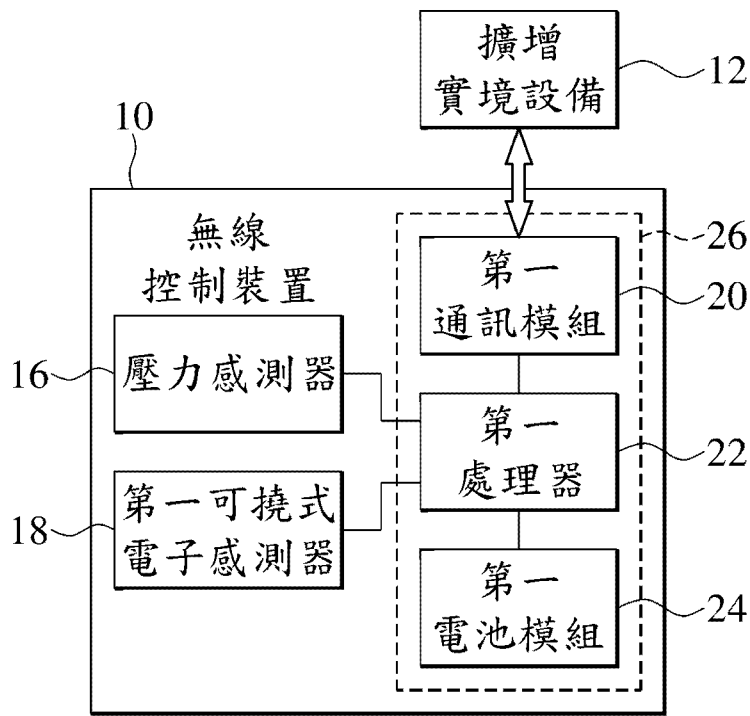 擴增
實境設備
12
10
無線
控制裝置
26
第一
通訊模組
20
16
壓力感測器
第一
處理器
22
18
第一可撓式
電子感測器
第一
電池模組
24